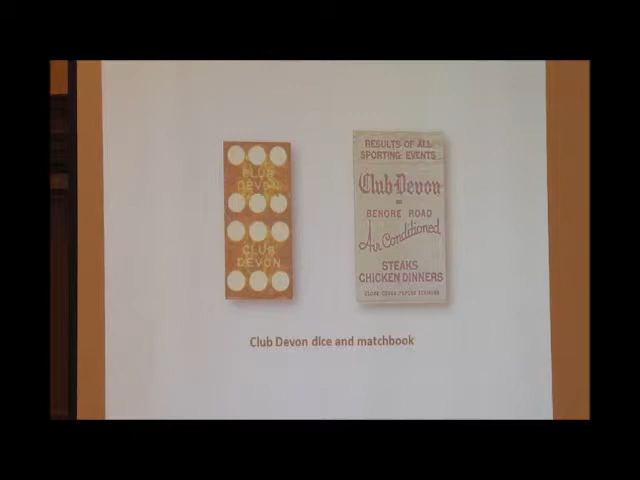 CLUB
DEVON
CLUB
DEVON
RESULTS OF ALL
SPORTING EVENTS
Club Devon
BENORE ROAD
Air Conditioned
STEAKS
CHICKEN DINNERS
Club Devon dice and matchbook